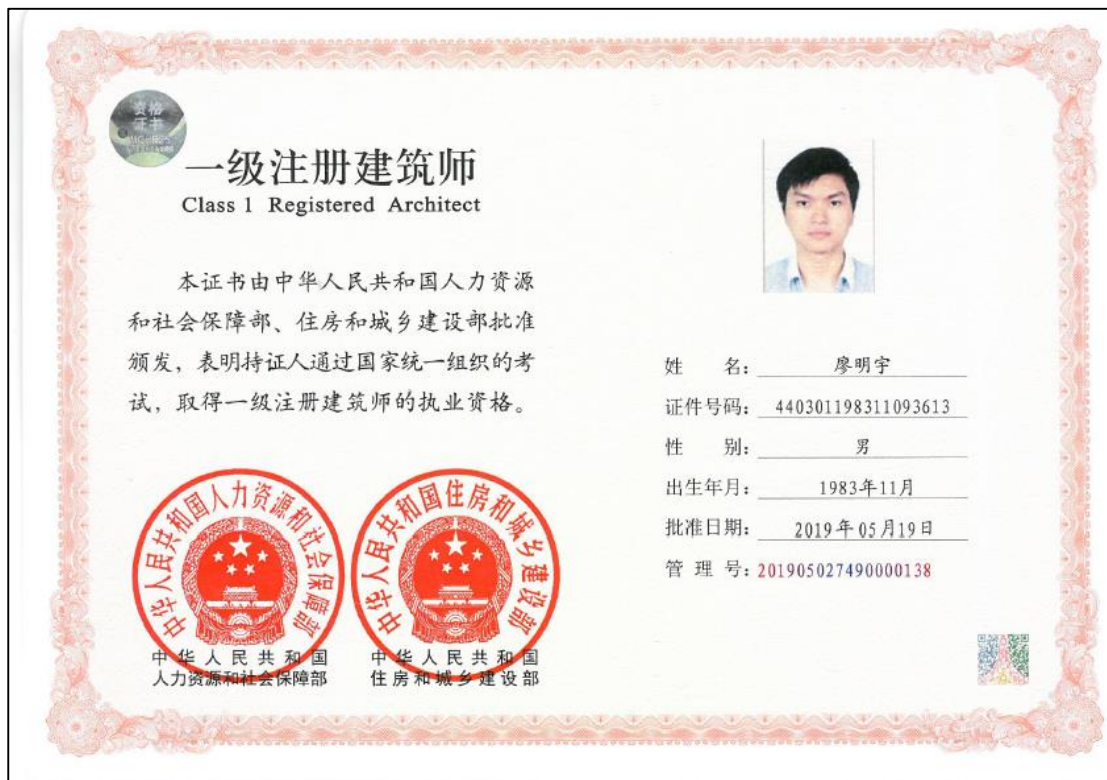 资格
证书
一级注册建筑师
Class 1 Registered Architect
本证书由中华人民共和国人力资源
和社会保障部、住房和城乡建设部批准
颁发，表明持证人通过国家统一组织的考
试，取得一级注册建筑师的执业资格。
中华人民共和国人力资源和社会保障部
中华人民共和国住房和城乡建设部
中华人民共和国
人力资源和社会保障部
中华人民共和国
住房和城乡建设部
姓 名：廖明宇
证件号码：440301198311093613
性 别：男
出生年月：1983年11月
批准日期：2019年05月19日
管 理 号：201905027490000138